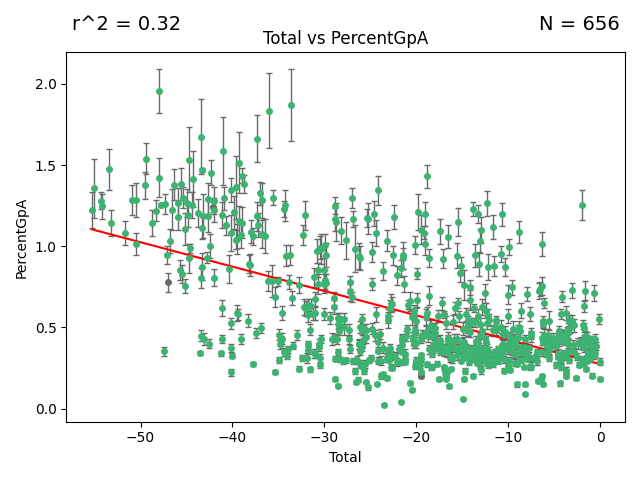 r^2 = 0.32
N = 656
Total vs PercentGpA
PercentGpA
2.0
1.5
1.0
0.5
0.0
−50 −40 −30 −20 −10 0
Total